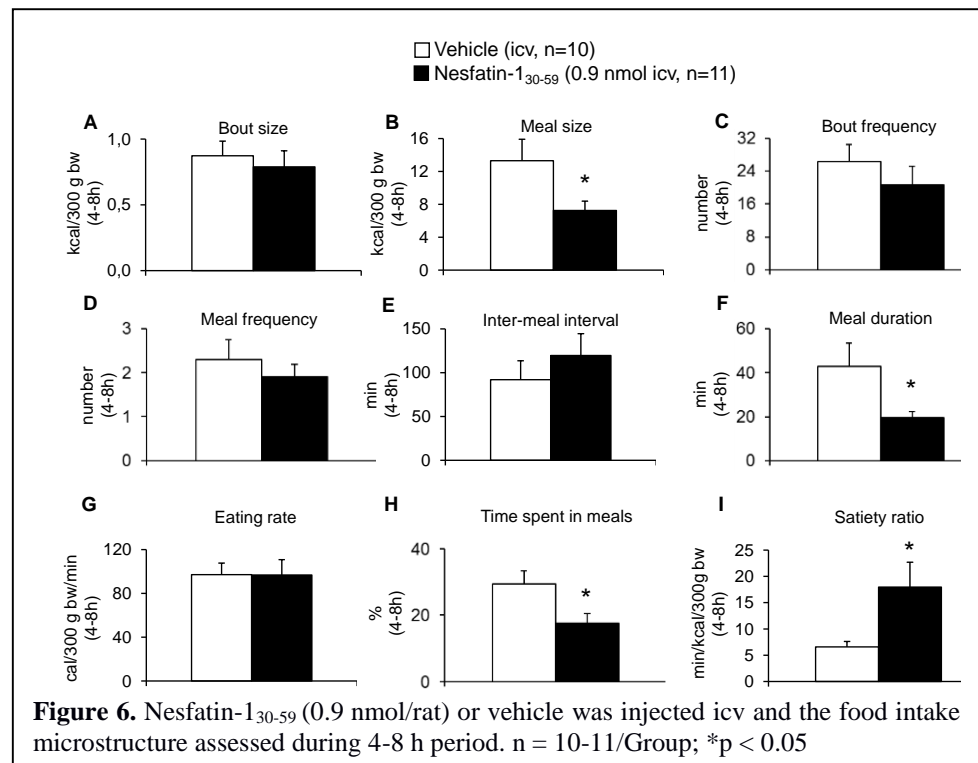 Vehicle (icv, n=10)
Nesfatin-1₃₀₋₅₉ (0.9 nmol icv, n=11)
A
Bout size
kcal/300 g bw
(4-8h)
1,0
0,5
0,0
B
Meal size
kcal/300 g bw
(4-8h)
16
12
8
4
0
*
C
Bout frequency
number
(4-8h)
32
24
16
8
0
D
Meal frequency
number
(4-8h)
3
2
1
0
E
Inter-meal interval
min
(4-8h)
150
100
50
0
F
Meal duration
min
(4-8h)
60
40
20
0
*
G
Eating rate
cal/300 g bw/min
(4-8h)
120
80
40
0
H
Time spent in meals
%
(4-8h)
40
20
0
*
I
Satiety ratio
min/kcal/300g bw
(4-8h)
25
20
15
10
5
0
*
Figure 6. Nesfatin-1₃₀₋₅₉ (0.9 nmol/rat) or vehicle was injected icv and the food intake
microstructure assessed during 4-8 h period. n = 10-11/Group; *p < 0.05